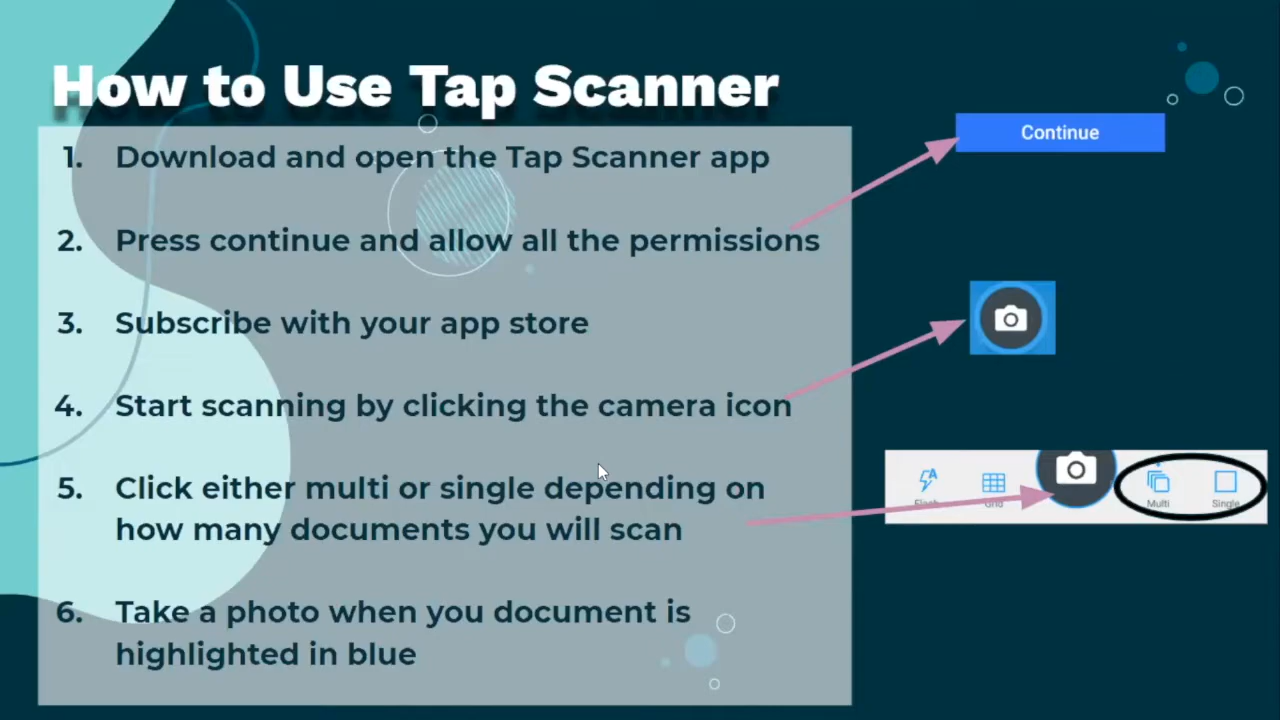 How to Use Tap Scanner
1. Download and open the Tap Scanner app
Continue
2. Press continue and allow all the permissions
3. Subscribe with your app store
4. Start scanning by clicking the camera icon
5. Click either multi or single depending on
how many documents you will scan
A
Flash Grid Multi Single
6. Take a photo when you document is
highlighted in blue